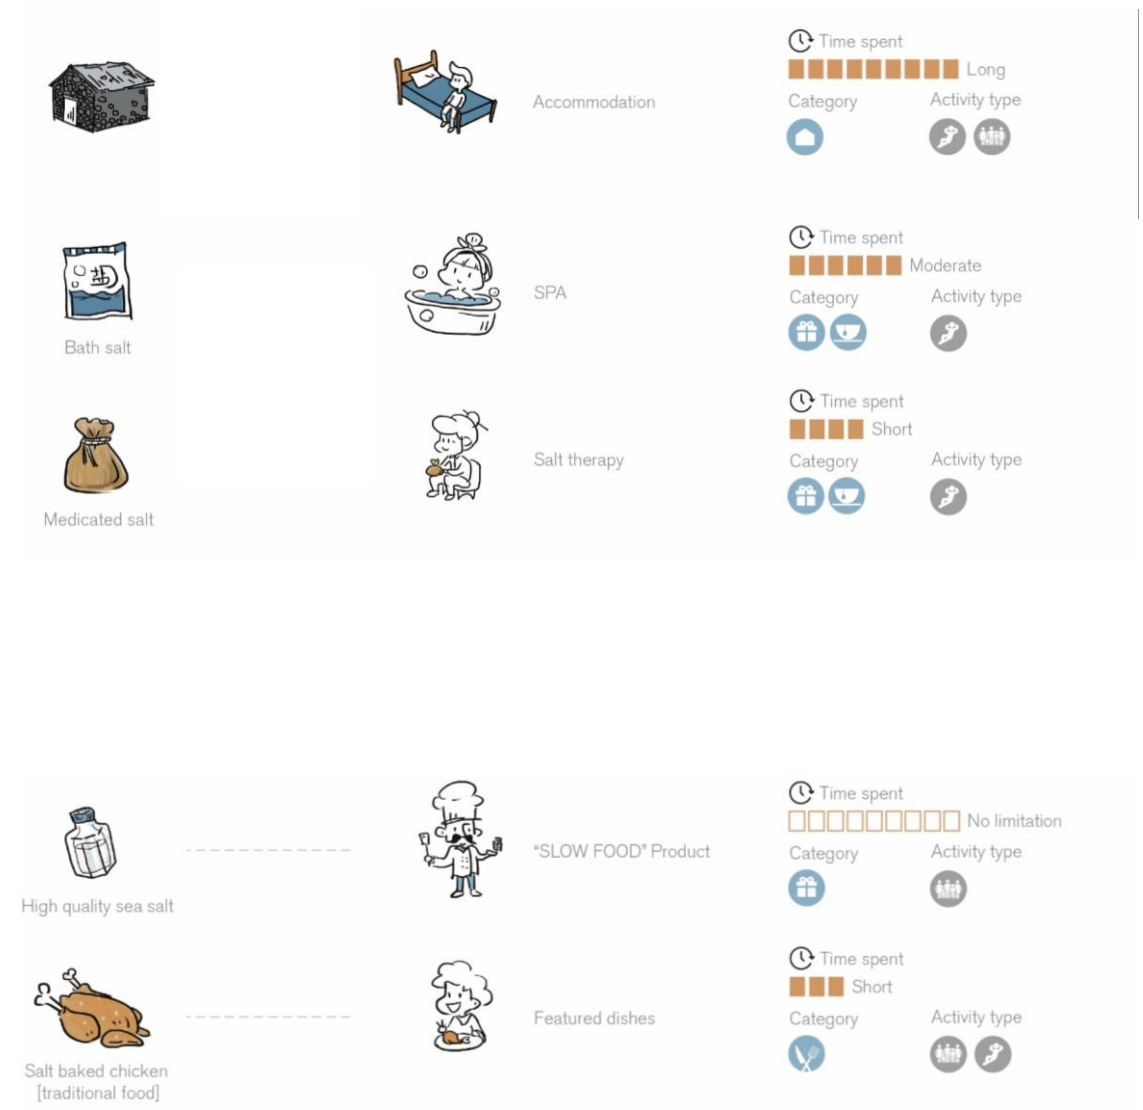 Time spent
Long
Accommodation
Category
Activity type
Time spent
Moderate
SPA
Category
Activity type
Bath salt
Time spent
Short
Salt therapy
Category
Activity type
Medicated salt
Time spent
No limitation
“SLOW FOOD” Product
Category
Activity type
High quality sea salt
Time spent
Short
Featured dishes
Category
Activity type
Salt baked chicken
[traditional food]